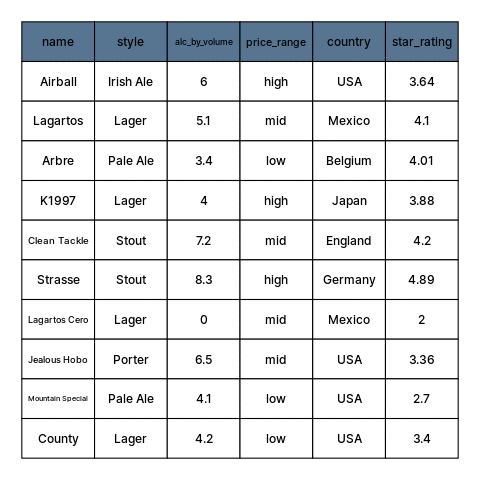 name style alc_by_volume price_range country star_rating
Airball Irish Ale 6 high USA 3.64
Lagartos Lager 5.1 mid Mexico 4.1
Arbre Pale Ale 3.4 low Belgium 4.01
K1997 Lager 4 high Japan 3.88
Clean Tackle Stout 7.2 mid England 4.2
Strasse Stout 8.3 high Germany 4.89
Lagartos Cero Lager 0 mid Mexico 2
Jealous Hobo Porter 6.5 mid USA 3.36
Mountain Special Pale Ale 4.1 low USA 2.7
County Lager 4.2 low USA 3.4